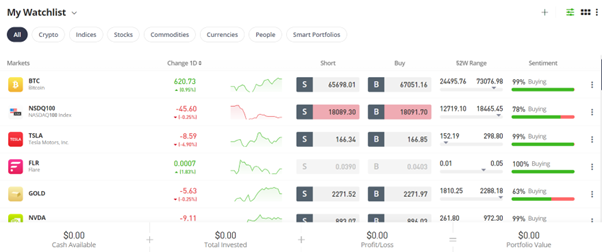 My Watchlist
All Crypto Indices Stocks Commodities Currencies People Smart Portfolios
Markets Change 1D Short Buy 52W Range Sentiment
BTC 620.73 S 65698.01 B 67051.16 24495.76 73076.98 99% Buying
Bitcoin (0.95%)
NSDQ100 -45.60 S 18089.30 B 18091.70 12719.10 18465.45 78% Buying
NASDAQ100 Index (-0.25%)
TSLA -8.59 S 166.34 B 166.85 152.19 298.80 99% Buying
Tesla Motors, Inc. (-4.90%)
FLR 0.0007 S 0.0390 B 0.0403 0.01 0.05 100% Buying
Flare (1.83%)
GOLD -5.63 S 2271.52 B 2271.97 1810.25 2288.18 63% Buying
(-0.25%)
NVDA -9.11 S B 261.80 972.30 99% Buying
$0.00 + $0.00 + $0.00 = $0.00
Cash Available Total Invested Profit/Loss Portfolio Value